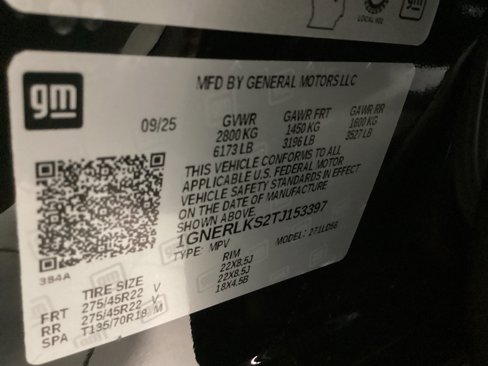 LOCAL USE
gm
MFD BY GENERAL MOTORS LLC
09/25
GVWR GAWR FRT GAWR RR
2800 KG 1450 KG 1600 KG
6173 LB 3196 LB 3527 LB
THIS VEHICLE CONFORMS TO ALL
APPLICABLE U.S. FEDERAL MOTOR
VEHICLE SAFETY STANDARDS IN EFFECT
ON THE DATE OF MANUFACTURE
SHOWN ABOVE.
1GNERLKS2TJ153397
TYPE: MPV MODEL:
384A
TIRE SIZE RIM
FRT 275/45R22 V 22X8.5J
RR 275/45R22 V 22X8.5J
SPA T135/70R18 M 18X4.5B